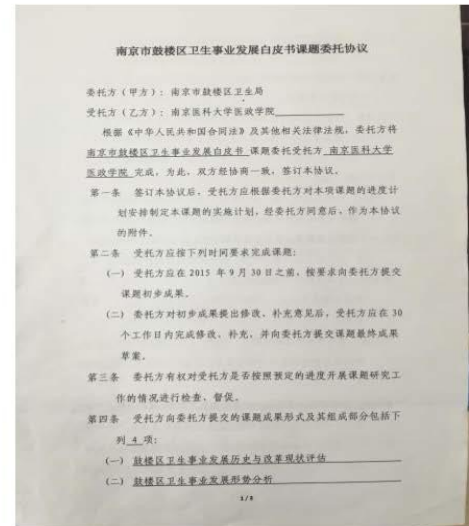 南京市鼓楼区卫生事业发展白皮书课题委托协议
委托方（甲方）：南京市鼓楼区卫生局
受托方（乙方）：南京医科大学医政学院
根据《中华人民共和国合同法》及其他相关法律法规，委托方将
南京市鼓楼区卫生事业发展白皮书 课题委托受托方 南京医科大学
医政学院 完成，为此，双方经协商一致，签订本协议。
第一条 签订本协议后，受托方应根据委托方对本项课题的进度计
划安排制定本课题的实施计划，经委托方同意后，作为本协议
的附件。
第二条 受托方应按下列时间要求完成课题：
（一） 受托方应在 2015 年 9 月 30 日之前，按要求向委托方提交
课题初步成果。
（二） 委托方对初步成果提出修改、补充意见后，受托方应在 30
个工作日内完成修改、补充，并向委托方提交课题最终成果
草案。
第三条 委托方有权对受托方是否按照预定的进度开展课题研究工
作的情况进行检查、督促。
第四条 受托方向委托方提交的课题成果形式及其组成部分包括下
列 4 项：
（一） 鼓楼区卫生事业发展历史与改革现状评估
（二） 鼓楼区卫生事业发展形势分析
1/5